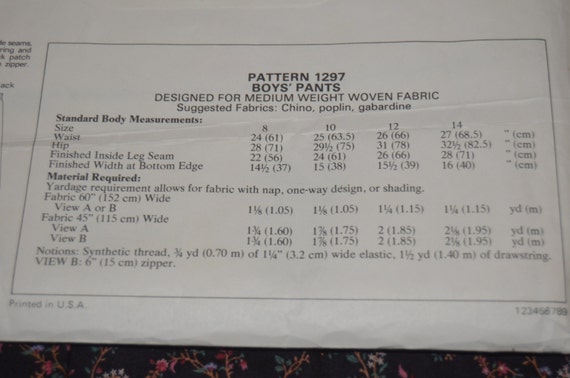 le seams,
ring and
k patch
zipper.
ack
PATTERN 1297
BOYS' PANTS
DESIGNED FOR MEDIUM WEIGHT WOVEN FABRIC
Suggested Fabrics: Chino, poplin, gabardine
Standard Body Measurements:
Size 8 10 12 14
Waist 24 (61) 25 (63.5) 26 (66) 27 (68.5) " (cm)
Hip 28 (71) 29½ (75) 31 (78) 32½ (82.5) " (cm)
Finished Inside Leg Seam 22 (56) 24 (61) 26 (66) 28 (71) " (cm)
Finished Width at Bottom Edge 14½ (37) 15 (38) 15½ (39) 16 (40) " (cm)
Material Required:
Yardage requirement allows for fabric with nap, one-way design, or shading.
Fabric 60" (152 cm) Wide
View A or B 1⅛ (1.05) 1⅛ (1.05) 1¼ (1.15) 1¼ (1.15) yd (m)
Fabric 45" (115 cm) Wide
View A 1¾ (1.60) 1⅞ (1.75) 2 (1.85) 2⅛ (1.95) yd (m)
View B 1¾ (1.60) 1⅞ (1.75) 2 (1.85) 2⅛ (1.95) yd (m)
Notions: Synthetic thread, ¾ yd (0.70 m) of 1¼" (3.2 cm) wide elastic, 1½ yd (1.40 m) of drawstring.
VIEW B: 6" (15 cm) zipper.
Printed in U.S.A.
123456789